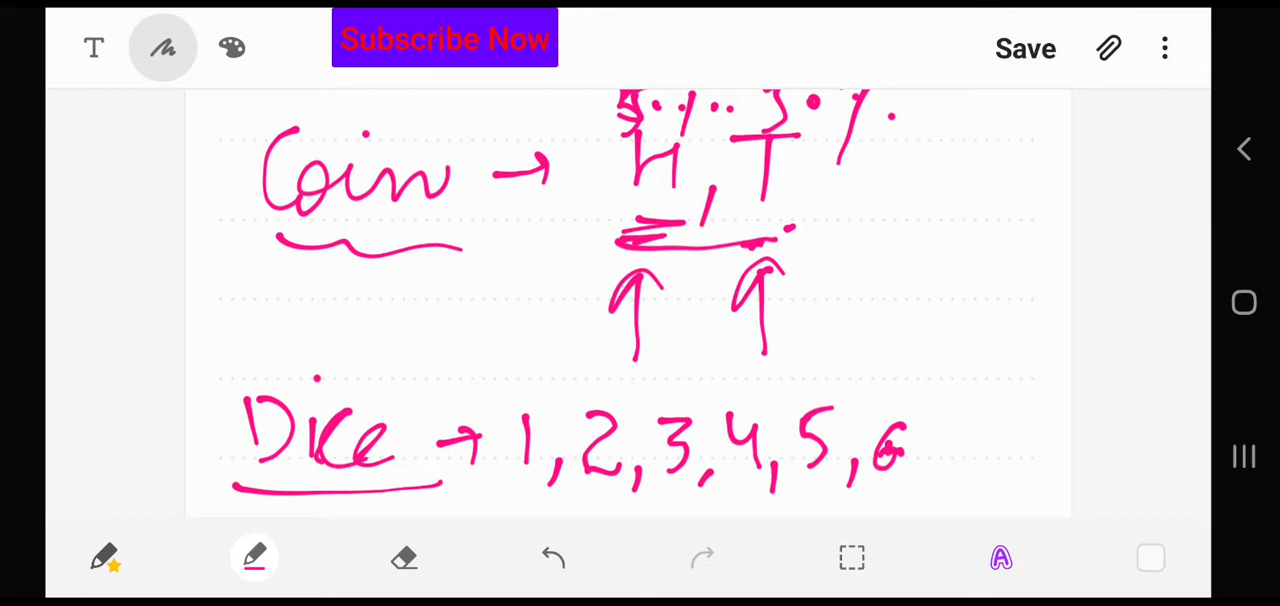 T
Subscribe Now
Save
Coin → H, T
Dice → 1, 2, 3, 4, 5, 6
A